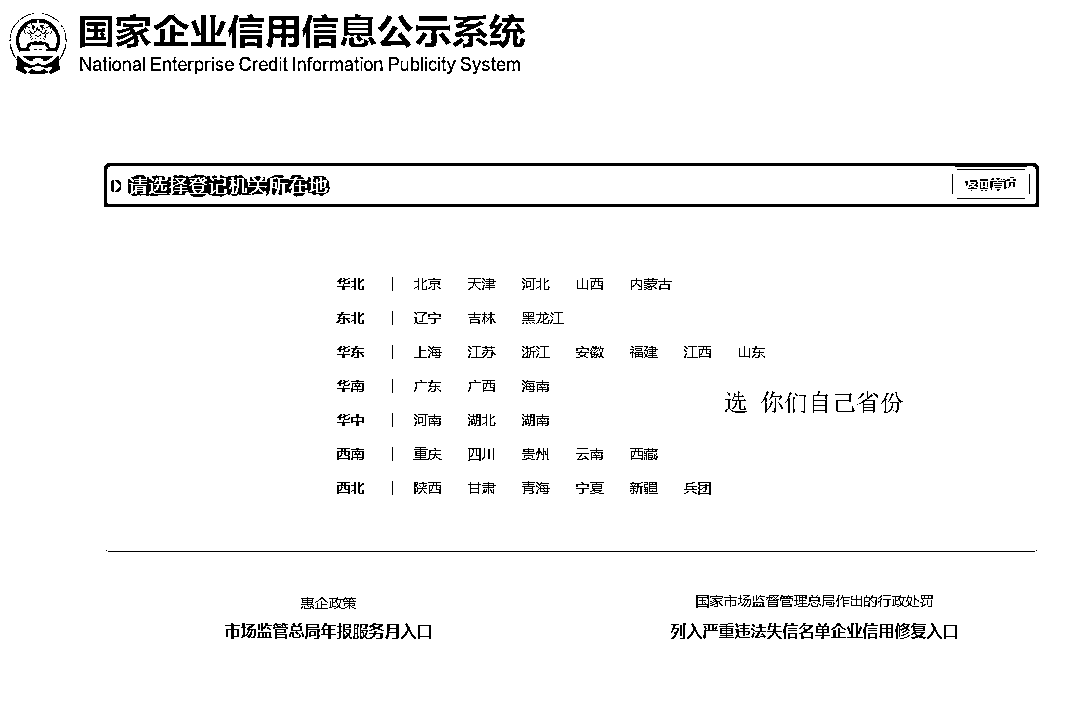 国家企业信用信息公示系统
National Enterprise Credit Information Publicity System
请选择登记机关所在地
返回首页
华北 | 北京 天津 河北 山西 内蒙古
东北 | 辽宁 吉林 黑龙江
华东 | 上海 江苏 浙江 安徽 福建 江西 山东
华南 | 广东 广西 海南
选 你们自己省份
华中 | 河南 湖北 湖南
西南 | 重庆 四川 贵州 云南 西藏
西北 | 陕西 甘肃 青海 宁夏 新疆 兵团
惠企政策
市场监管总局年报服务月入口
国家市场监督管理总局作出的行政处罚
列入严重违法失信名单企业信用修复入口